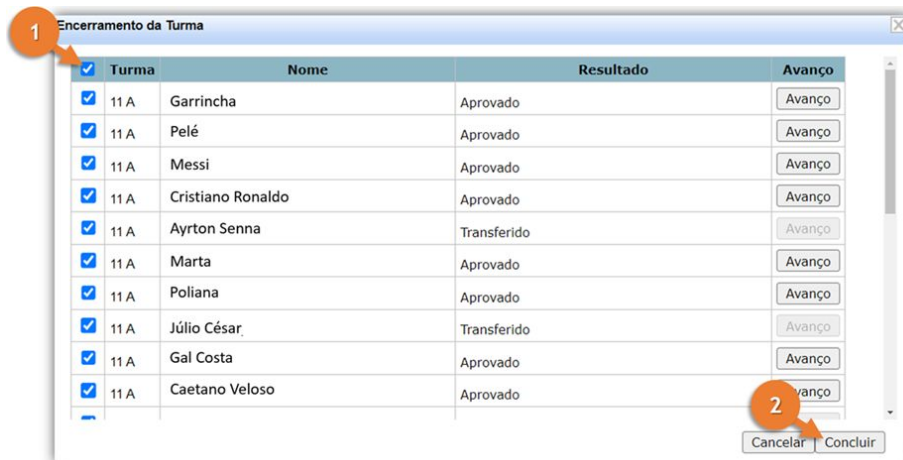 1
Encerramento da Turma
Turma Nome Resultado Avanço
11 A Garrincha Aprovado Avanço
11 A Pelé Aprovado Avanço
11 A Messi Aprovado Avanço
11 A Cristiano Ronaldo Aprovado Avanço
11 A Ayrton Senna Transferido Avanço
11 A Marta Aprovado Avanço
11 A Poliana Aprovado Avanço
11 A Júlio César Transferido Avanço
11 A Gal Costa Aprovado Avanço
11 A Caetano Veloso Aprovado Avanço
2
Cancelar Concluir